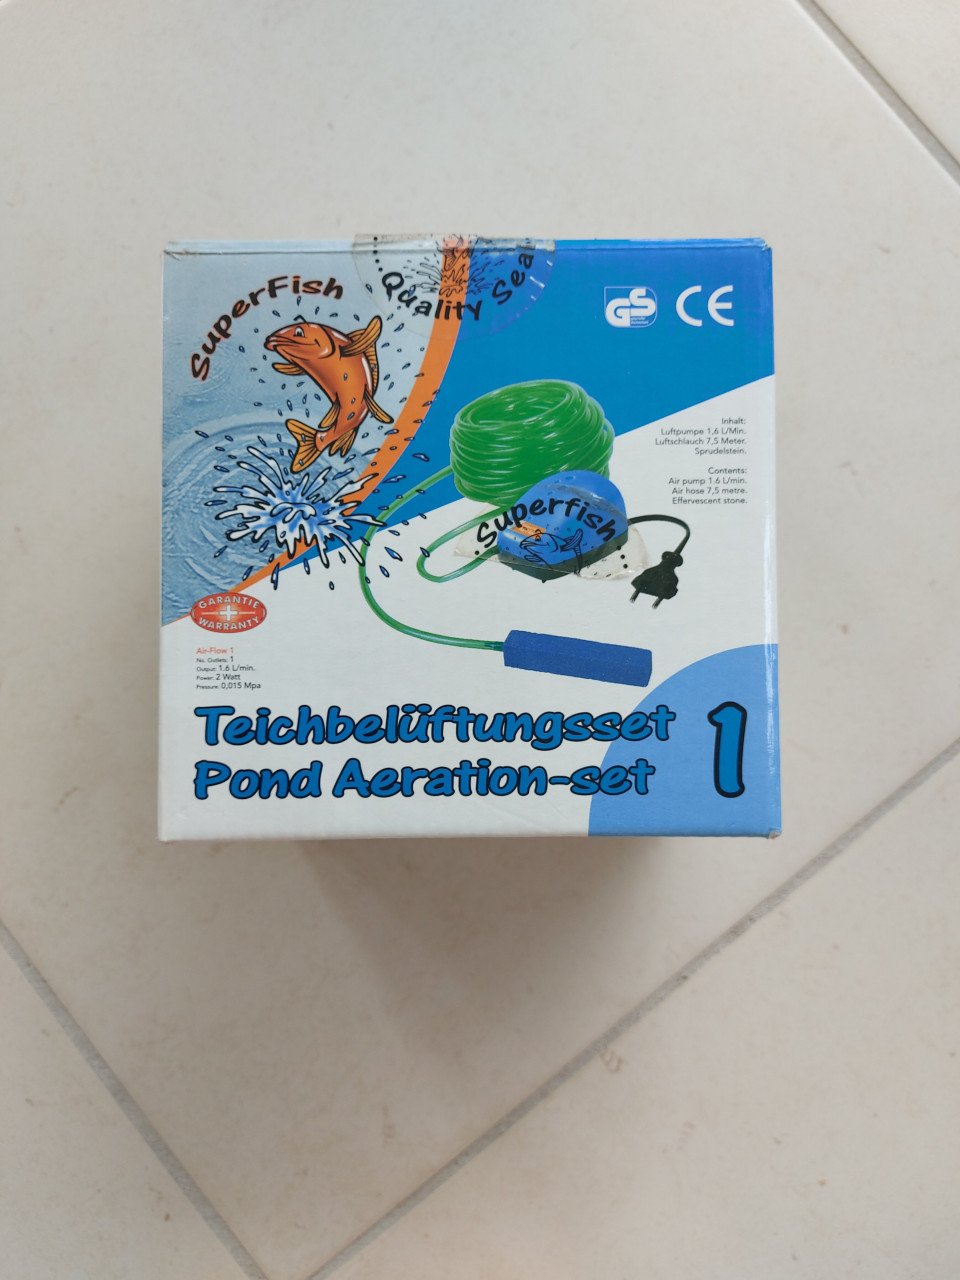 SuperFish
Quality Seal
GS
CE
Inhalt:
Luftpumpe 1,6 L/Min.
Luftschlauch 7,5 Meter.
Sprudelstein.
Contents:
Air pump 1.6 L/min.
Air hose 7,5 metre.
Effervescent stone.
Superfish
GARANTIE
WARRANTY
Air-Flow 1
No. Outlets: 1
Output: 1.6 L/min.
Power: 2 Watt
Pressure: 0,015 Mpa
Teichbelüftungsset
Pond Aeration-set
1